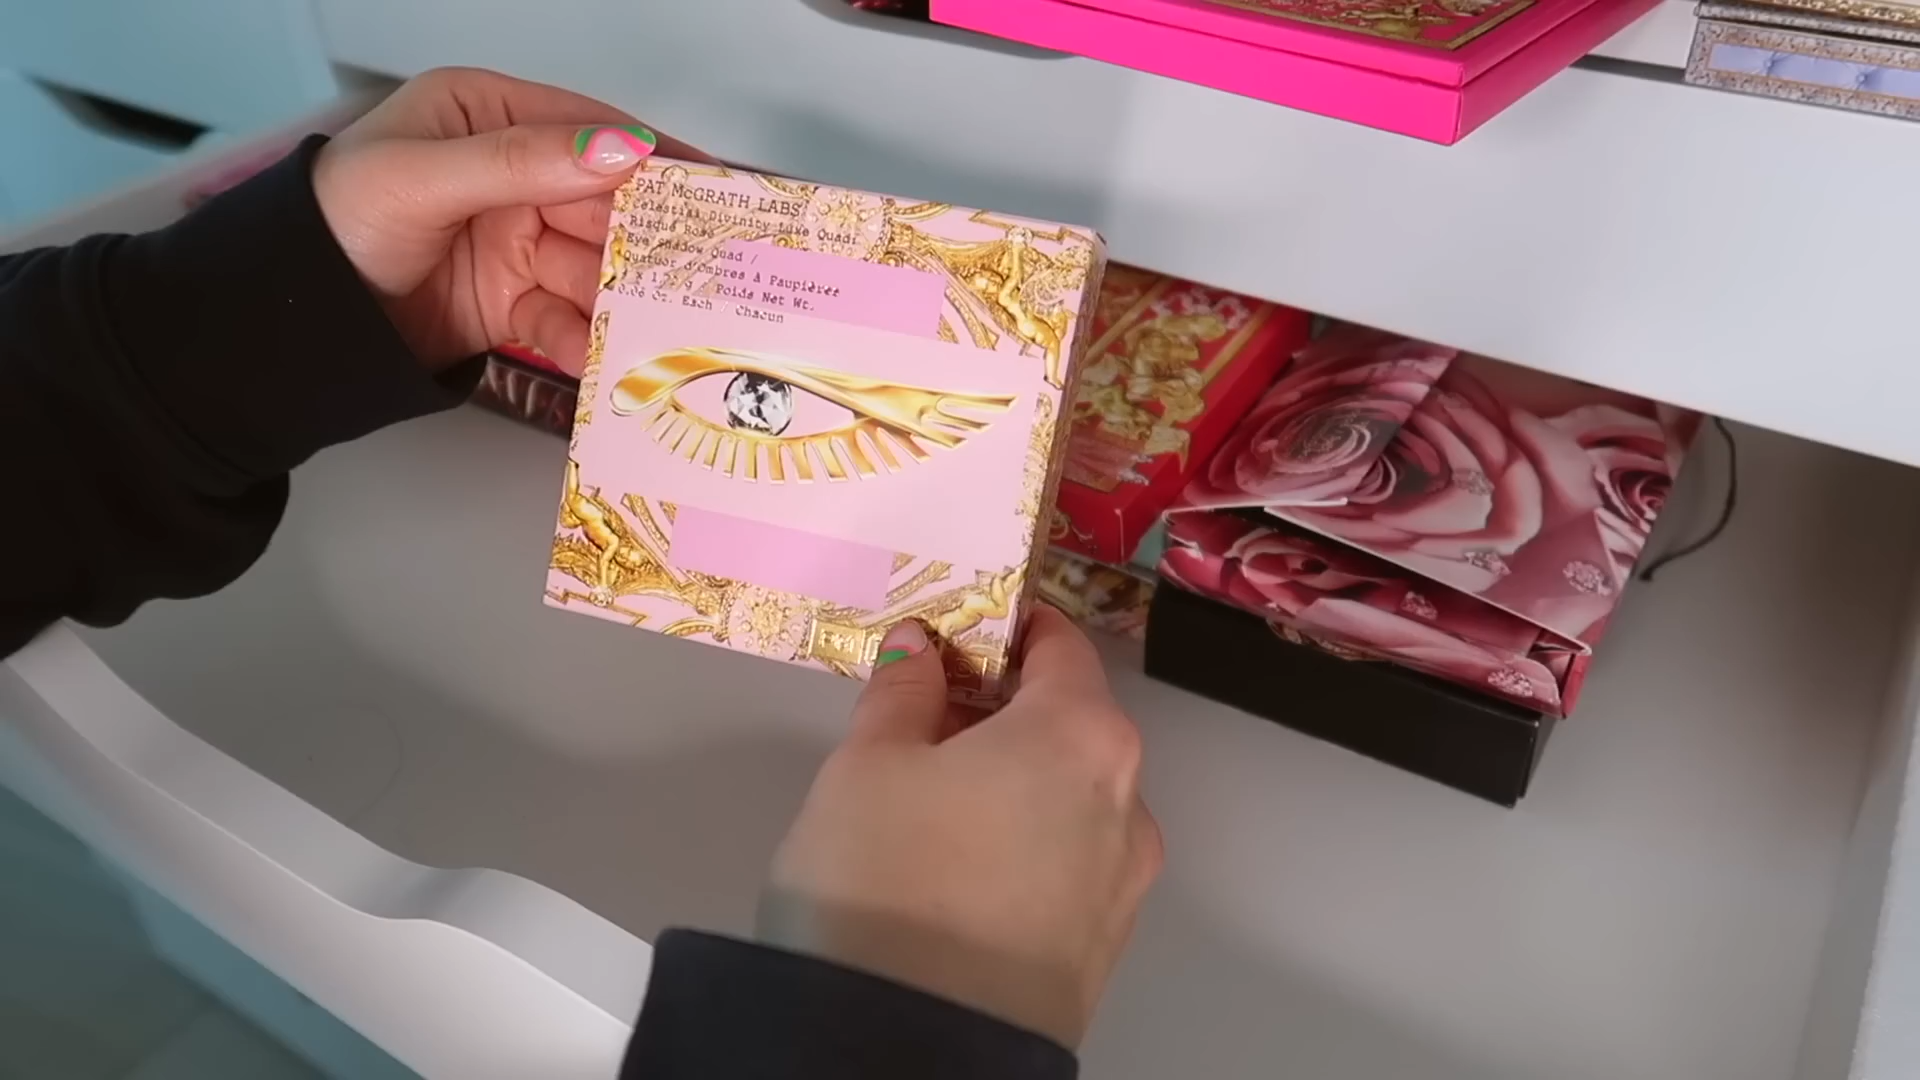 PAT McGRATH LABS
Celestial Divinity Luxe Quad:
Risqué Rose
Eye Shadow Quad /
Quatuor d'Ombres À Paupières
Poids Net Wt.
0.06 Oz. Each / Chacun